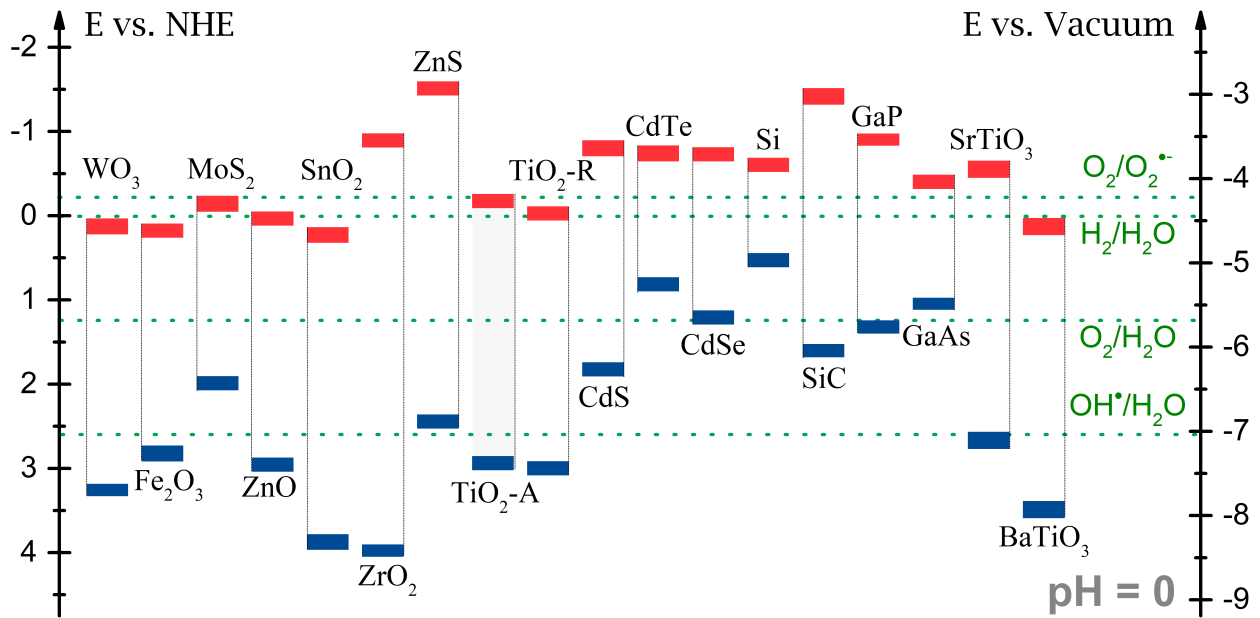 E vs. NHE
E vs. Vacuum
-2
-1
0
1
2
3
4
-3
-4
-5
-6
-7
-8
-9
ZnS
WO₃
MoS₂
SnO₂
TiO₂-R
CdTe
Si
GaP
SrTiO₃
O₂/O₂•-
H₂/H₂O
O₂/H₂O
OH•/H₂O
Fe₂O₃
ZnO
ZrO₂
TiO₂-A
CdS
CdSe
SiC
GaAs
BaTiO₃
pH = 0